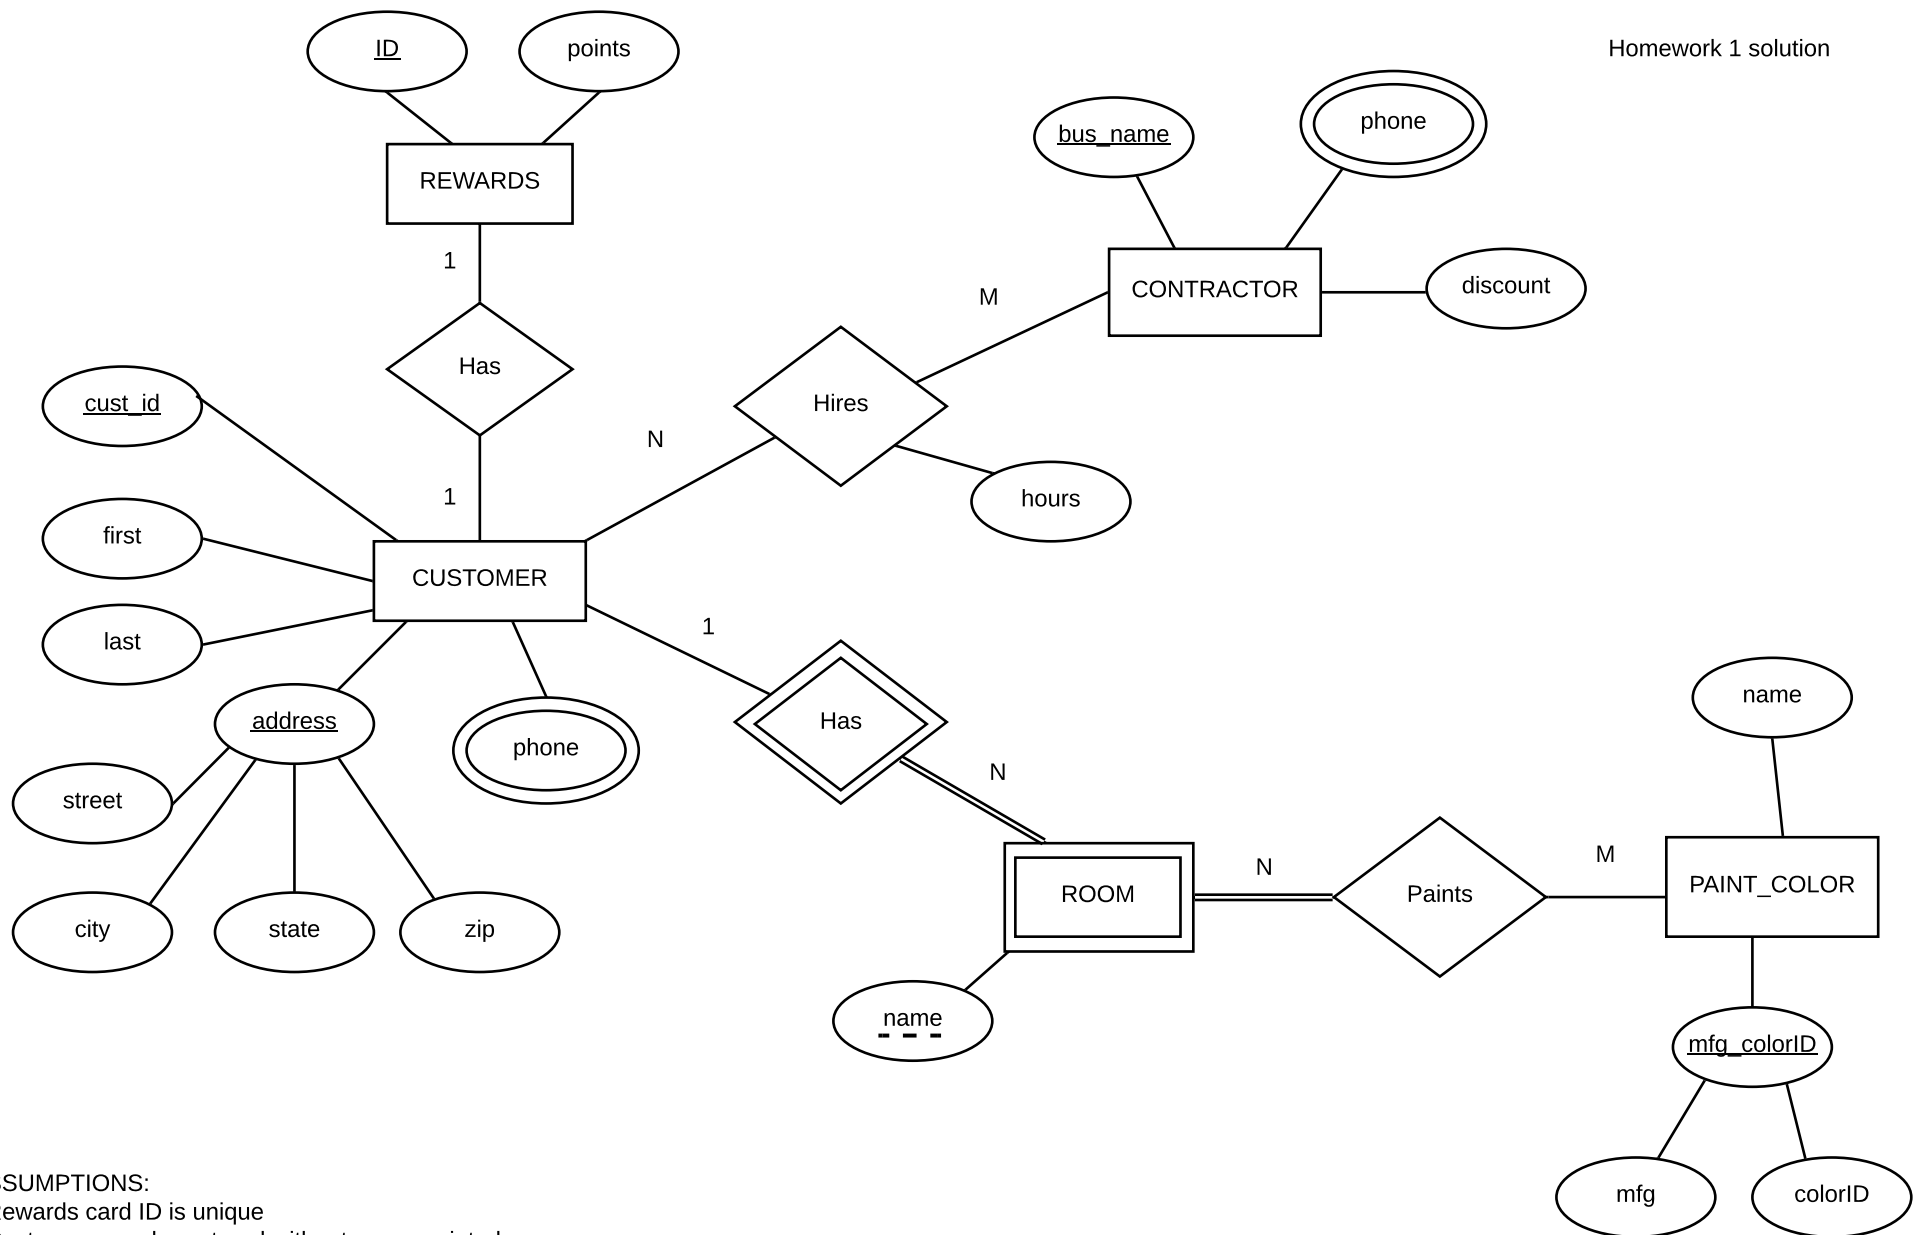 ID
points
Homework 1 solution
bus_name
phone
REWARDS
1
M
CONTRACTOR
discount
Has
cust_id
Hires
N
1
hours
first
CUSTOMER
last
1
address
phone
Has
name
street
N
city
state
zip
N
M
ROOM
Paints
PAINT_COLOR
name
mfg_colorID
mfg
colorID
SUMPTIONS:
ewards card ID is unique